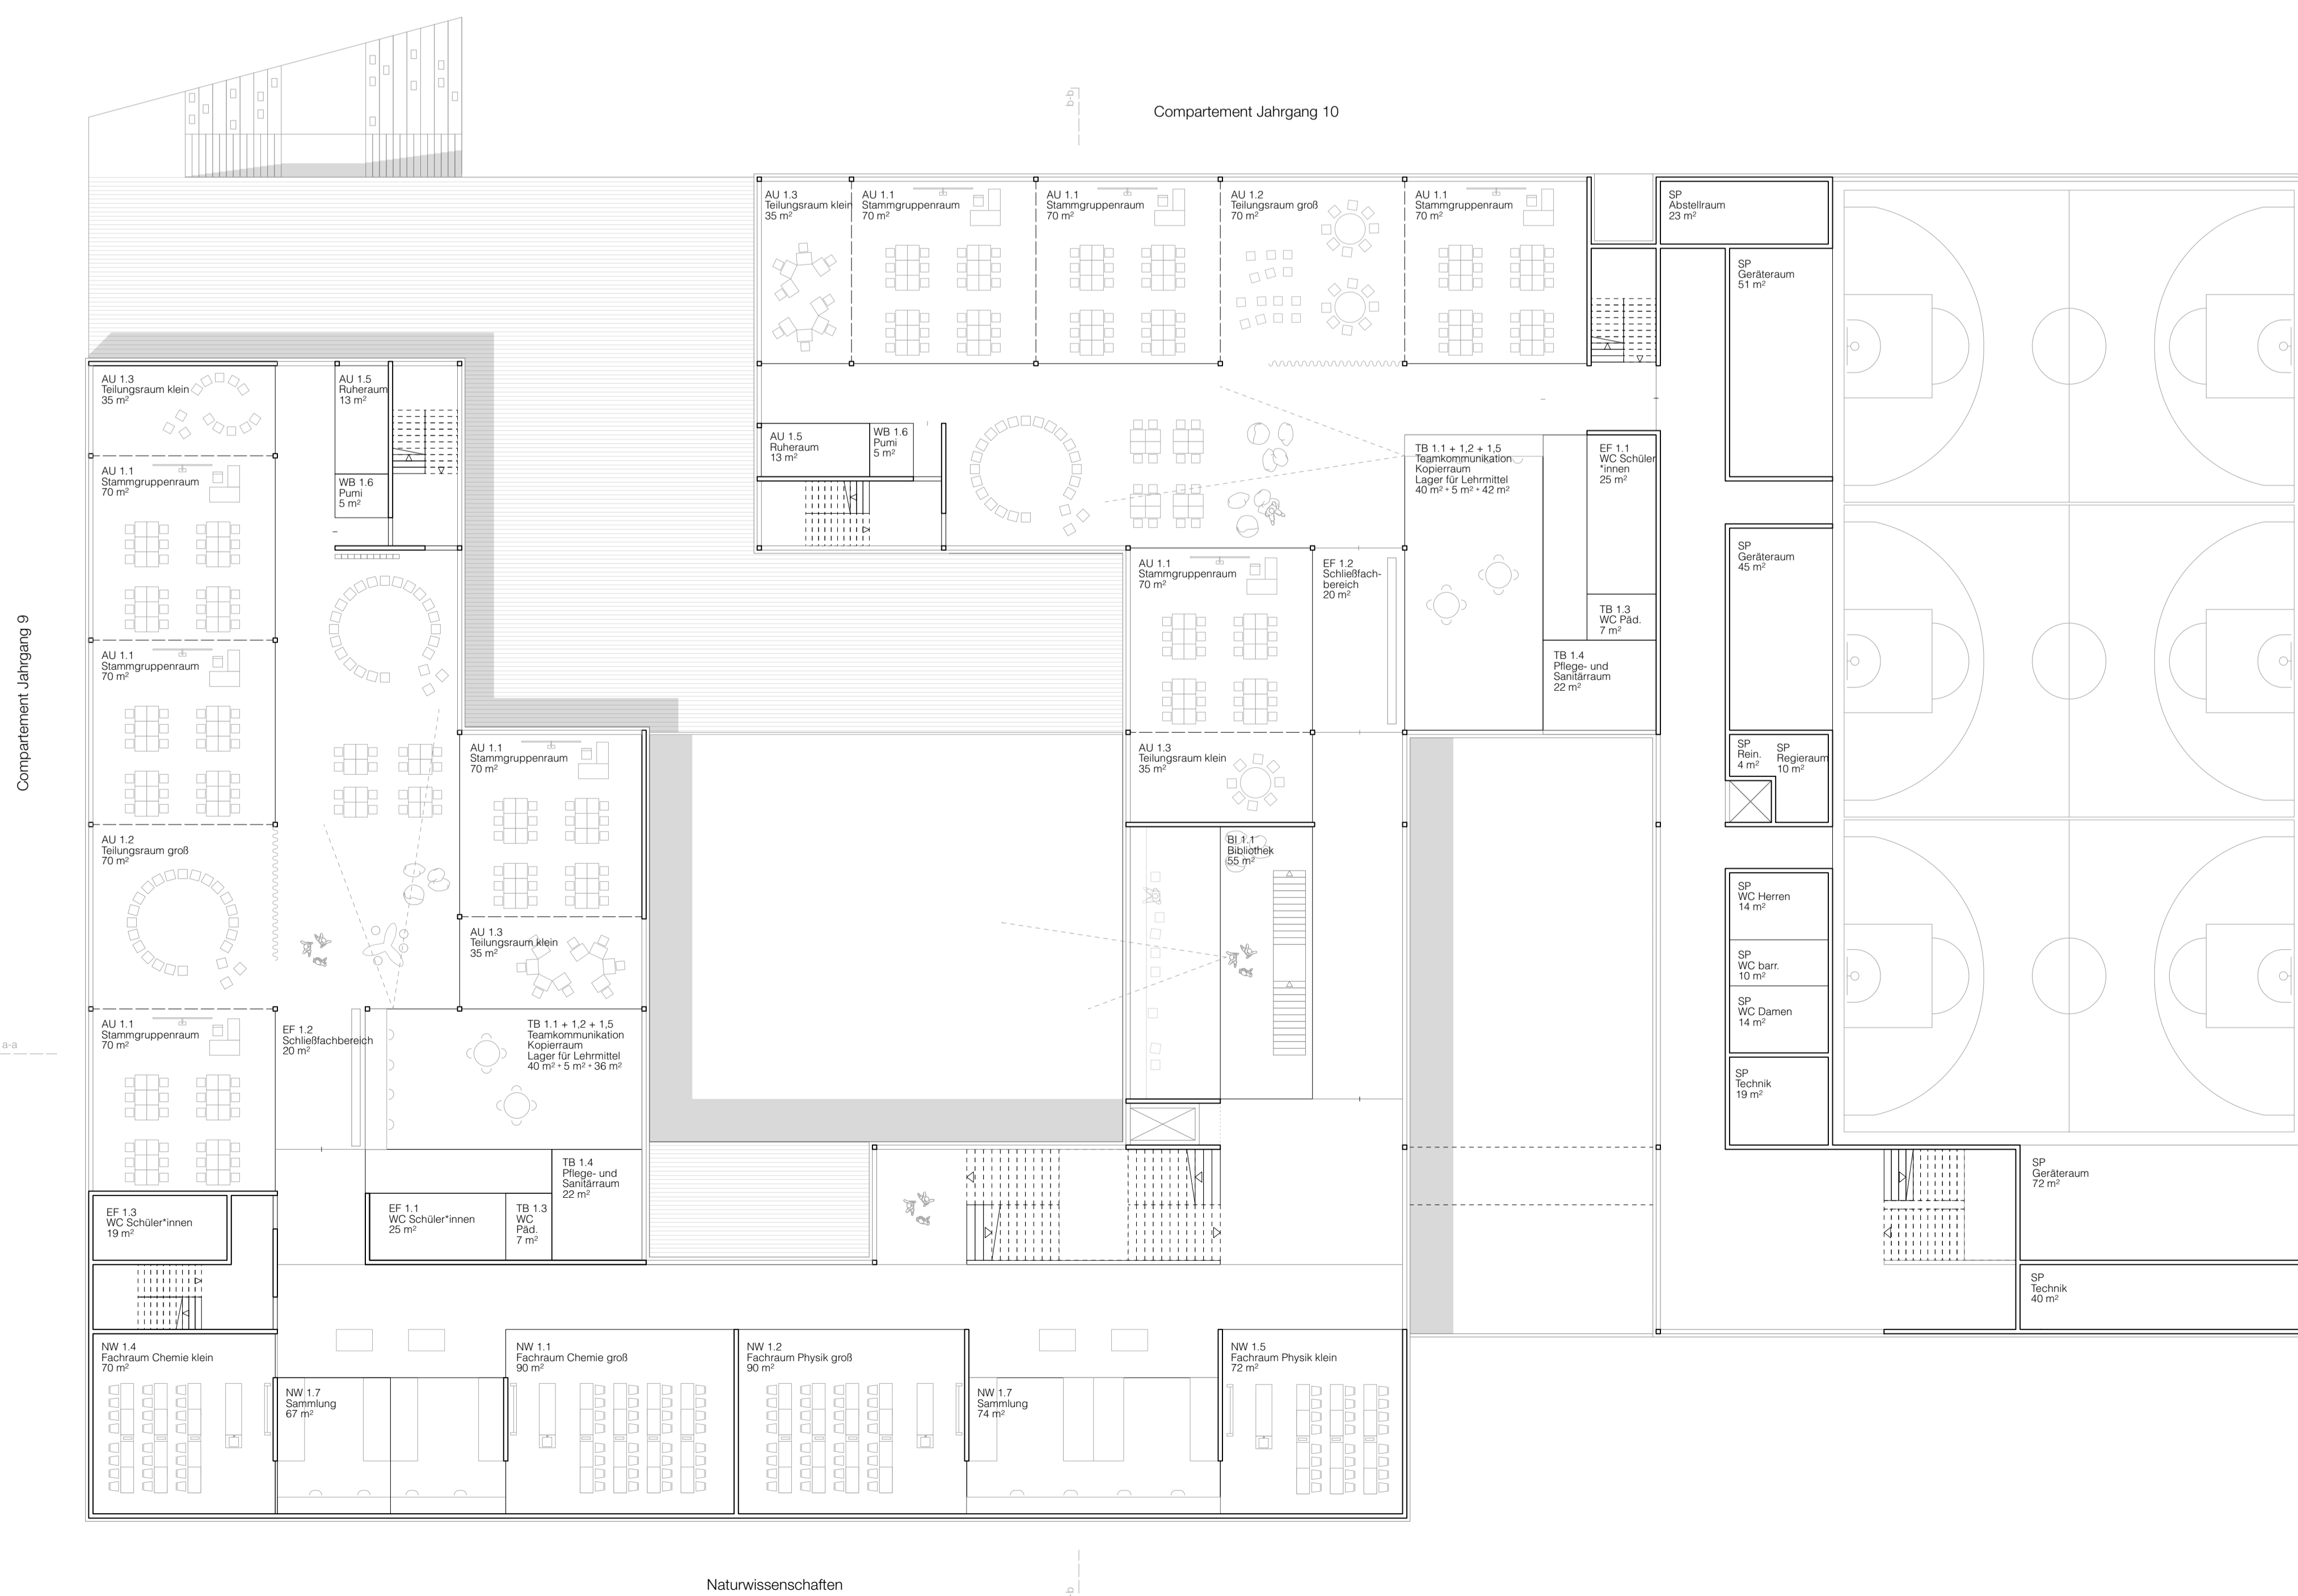 b-b
Compartement Jahrgang 10
AU 1.3
Teilungsraum klein
35 m²
AU 1.1
Stammgruppenraum
70 m²
AU 1.1
Stammgruppenraum
70 m²
AU 1.2
Teilungsraum groß
70 m²
AU 1.1
Stammgruppenraum
70 m²
SP
Abstellraum
23 m²
SP
Geräteraum
51 m²
AU 1.3
Teilungsraum klein
35 m²
AU 1.5
Ruheraum
13 m²
AU 1.5
Ruheraum
13 m²
WB 1.6
Pumi
5 m²
TB 1.1 + 1,2 + 1,5
Teamkommunikation
Kopierraum
Lager für Lehrmittel
40 m² + 5 m² + 42 m²
EF 1.1
WC Schüler
*innen
25 m²
AU 1.1
Stammgruppenraum
70 m²
WB 1.6
Pumi
5 m²
SP
Geräteraum
45 m²
AU 1.1
Stammgruppenraum
70 m²
EF 1.2
Schließfach-
bereich
20 m²
TB 1.3
WC Päd.
7 m²
Compartement Jahrgang 9
AU 1.1
Stammgruppenraum
70 m²
TB 1.4
Pflege- und
Sanitärraum
22 m²
AU 1.1
Stammgruppenraum
70 m²
AU 1.3
Teilungsraum klein
35 m²
SP
Rein.
4 m²
SP
Regieraum
10 m²
AU 1.2
Teilungsraum groß
70 m²
BI 1.1
Bibliothek
55 m²
SP
WC Herren
14 m²
AU 1.3
Teilungsraum klein
35 m²
SP
WC barr.
10 m²
SP
WC Damen
14 m²
a-a
AU 1.1
Stammgruppenraum
70 m²
EF 1.2
Schließfachbereich
20 m²
TB 1.1 + 1,2 + 1,5
Teamkommunikation
Kopierraum
Lager für Lehrmittel
40 m² + 5 m² + 36 m²
SP
Technik
19 m²
TB 1.4
Pflege- und
Sanitärraum
22 m²
SP
Geräteraum
72 m²
EF 1.3
WC Schüler*innen
19 m²
EF 1.1
WC Schüler*innen
25 m²
TB 1.3
WC
Päd.
7 m²
SP
Technik
40 m²
NW 1.4
Fachraum Chemie klein
70 m²
NW 1.7
Sammlung
67 m²
NW 1.1
Fachraum Chemie groß
90 m²
NW 1.2
Fachraum Physik groß
90 m²
NW 1.7
Sammlung
74 m²
NW 1.5
Fachraum Physik klein
72 m²
Naturwissenschaften